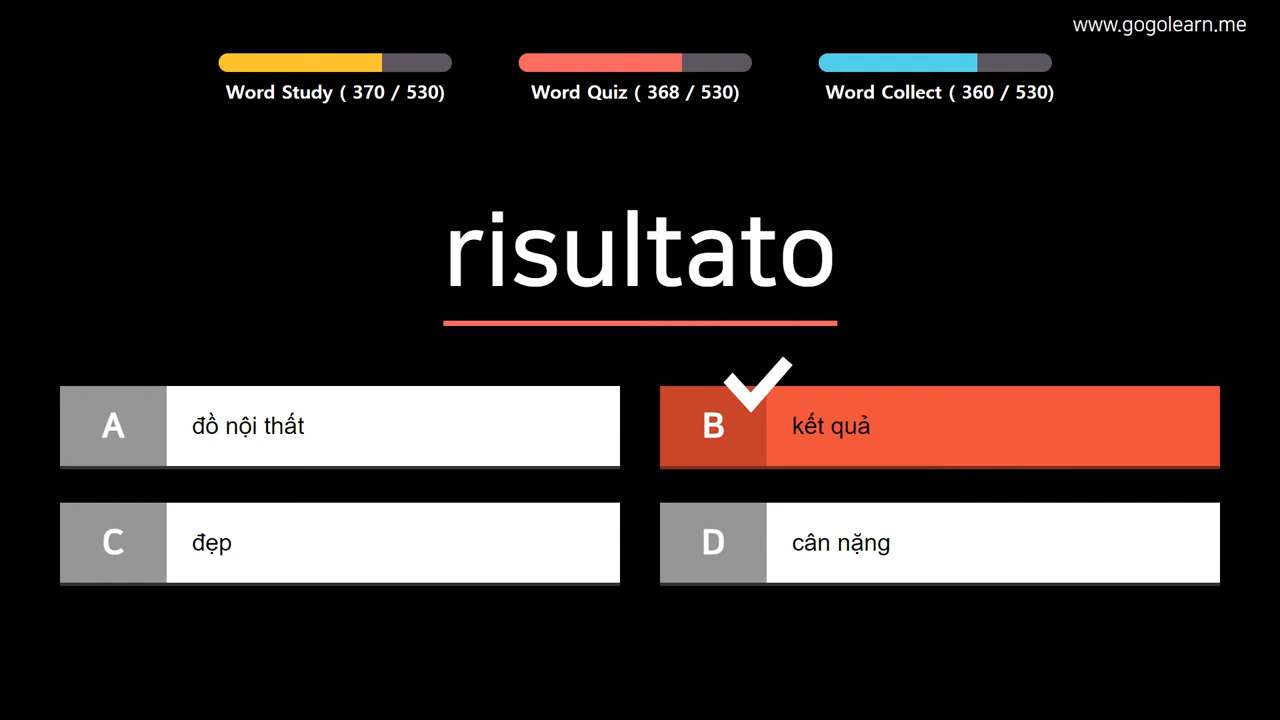 www.gogolearn.me
Word Study ( 370 / 530)
Word Quiz ( 368 / 530)
Word Collect ( 360 / 530)
risultato
A
đồ nội thất
B
kết quả
C
đẹp
D
cân nặng